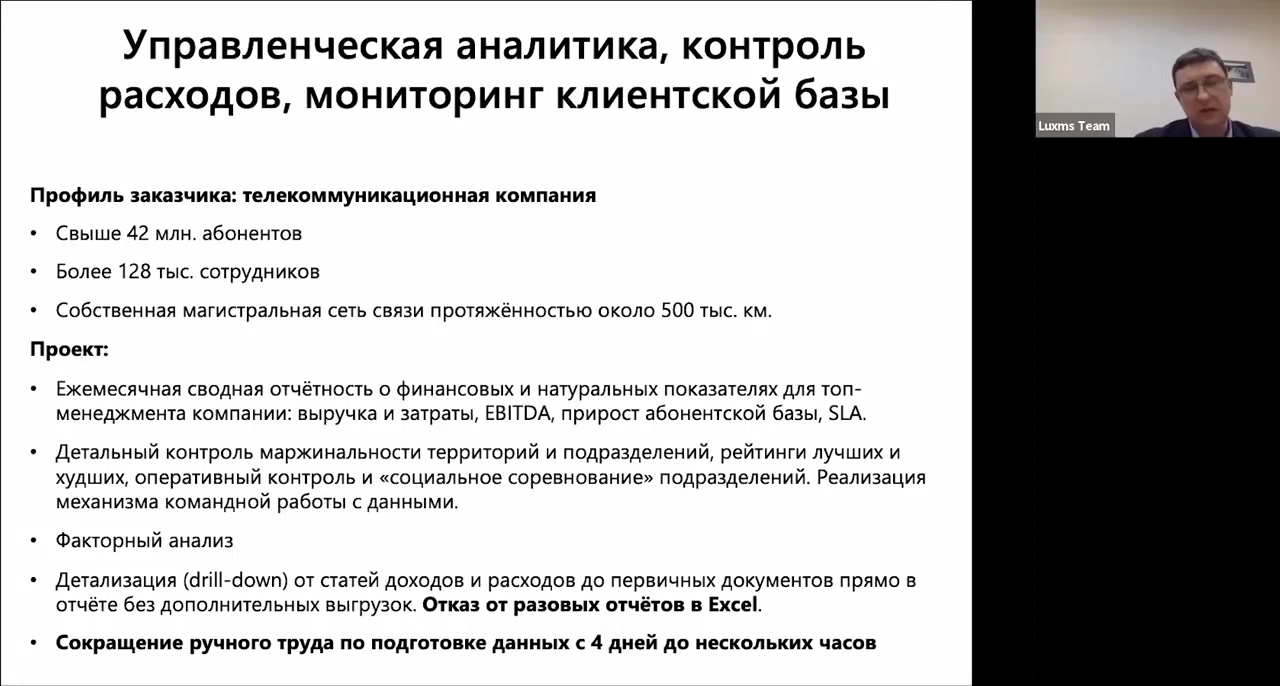 Управленческая аналитика, контроль
расходов, мониторинг клиентской базы
Luxms Team
Профиль заказчика: телекоммуникационная компания
• Свыше 42 млн. абонентов
• Более 128 тыс. сотрудников
• Собственная магистральная сеть связи протяжённостью около 500 тыс. км.
Проект:
• Ежемесячная сводная отчётность о финансовых и натуральных показателях для топ-
менеджмента компании: выручка и затраты, EBITDA, прирост абонентской базы, SLA.
• Детальный контроль маржинальности территорий и подразделений, рейтинги лучших и
худших, оперативный контроль и «социальное соревнование» подразделений. Реализация
механизма командной работы с данными.
• Факторный анализ
• Детализация (drill-down) от статей доходов и расходов до первичных документов прямо в
отчёте без дополнительных выгрузок. Отказ от разовых отчётов в Excel.
• Сокращение ручного труда по подготовке данных с 4 дней до нескольких часов